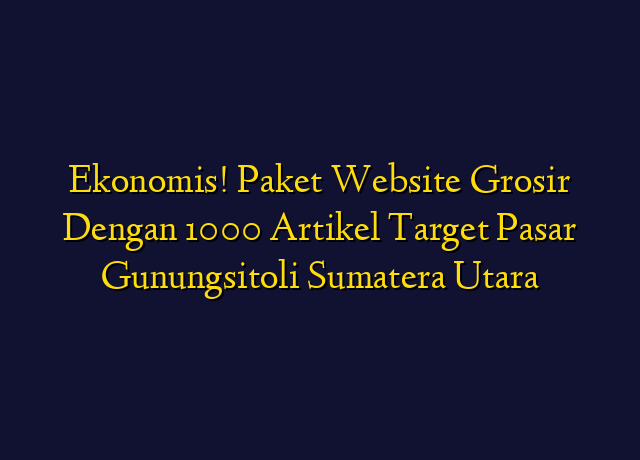 Ekonomis! Paket Website Grosir
Dengan 1000 Artikel Target Pasar
Gunungsitoli Sumatera Utara